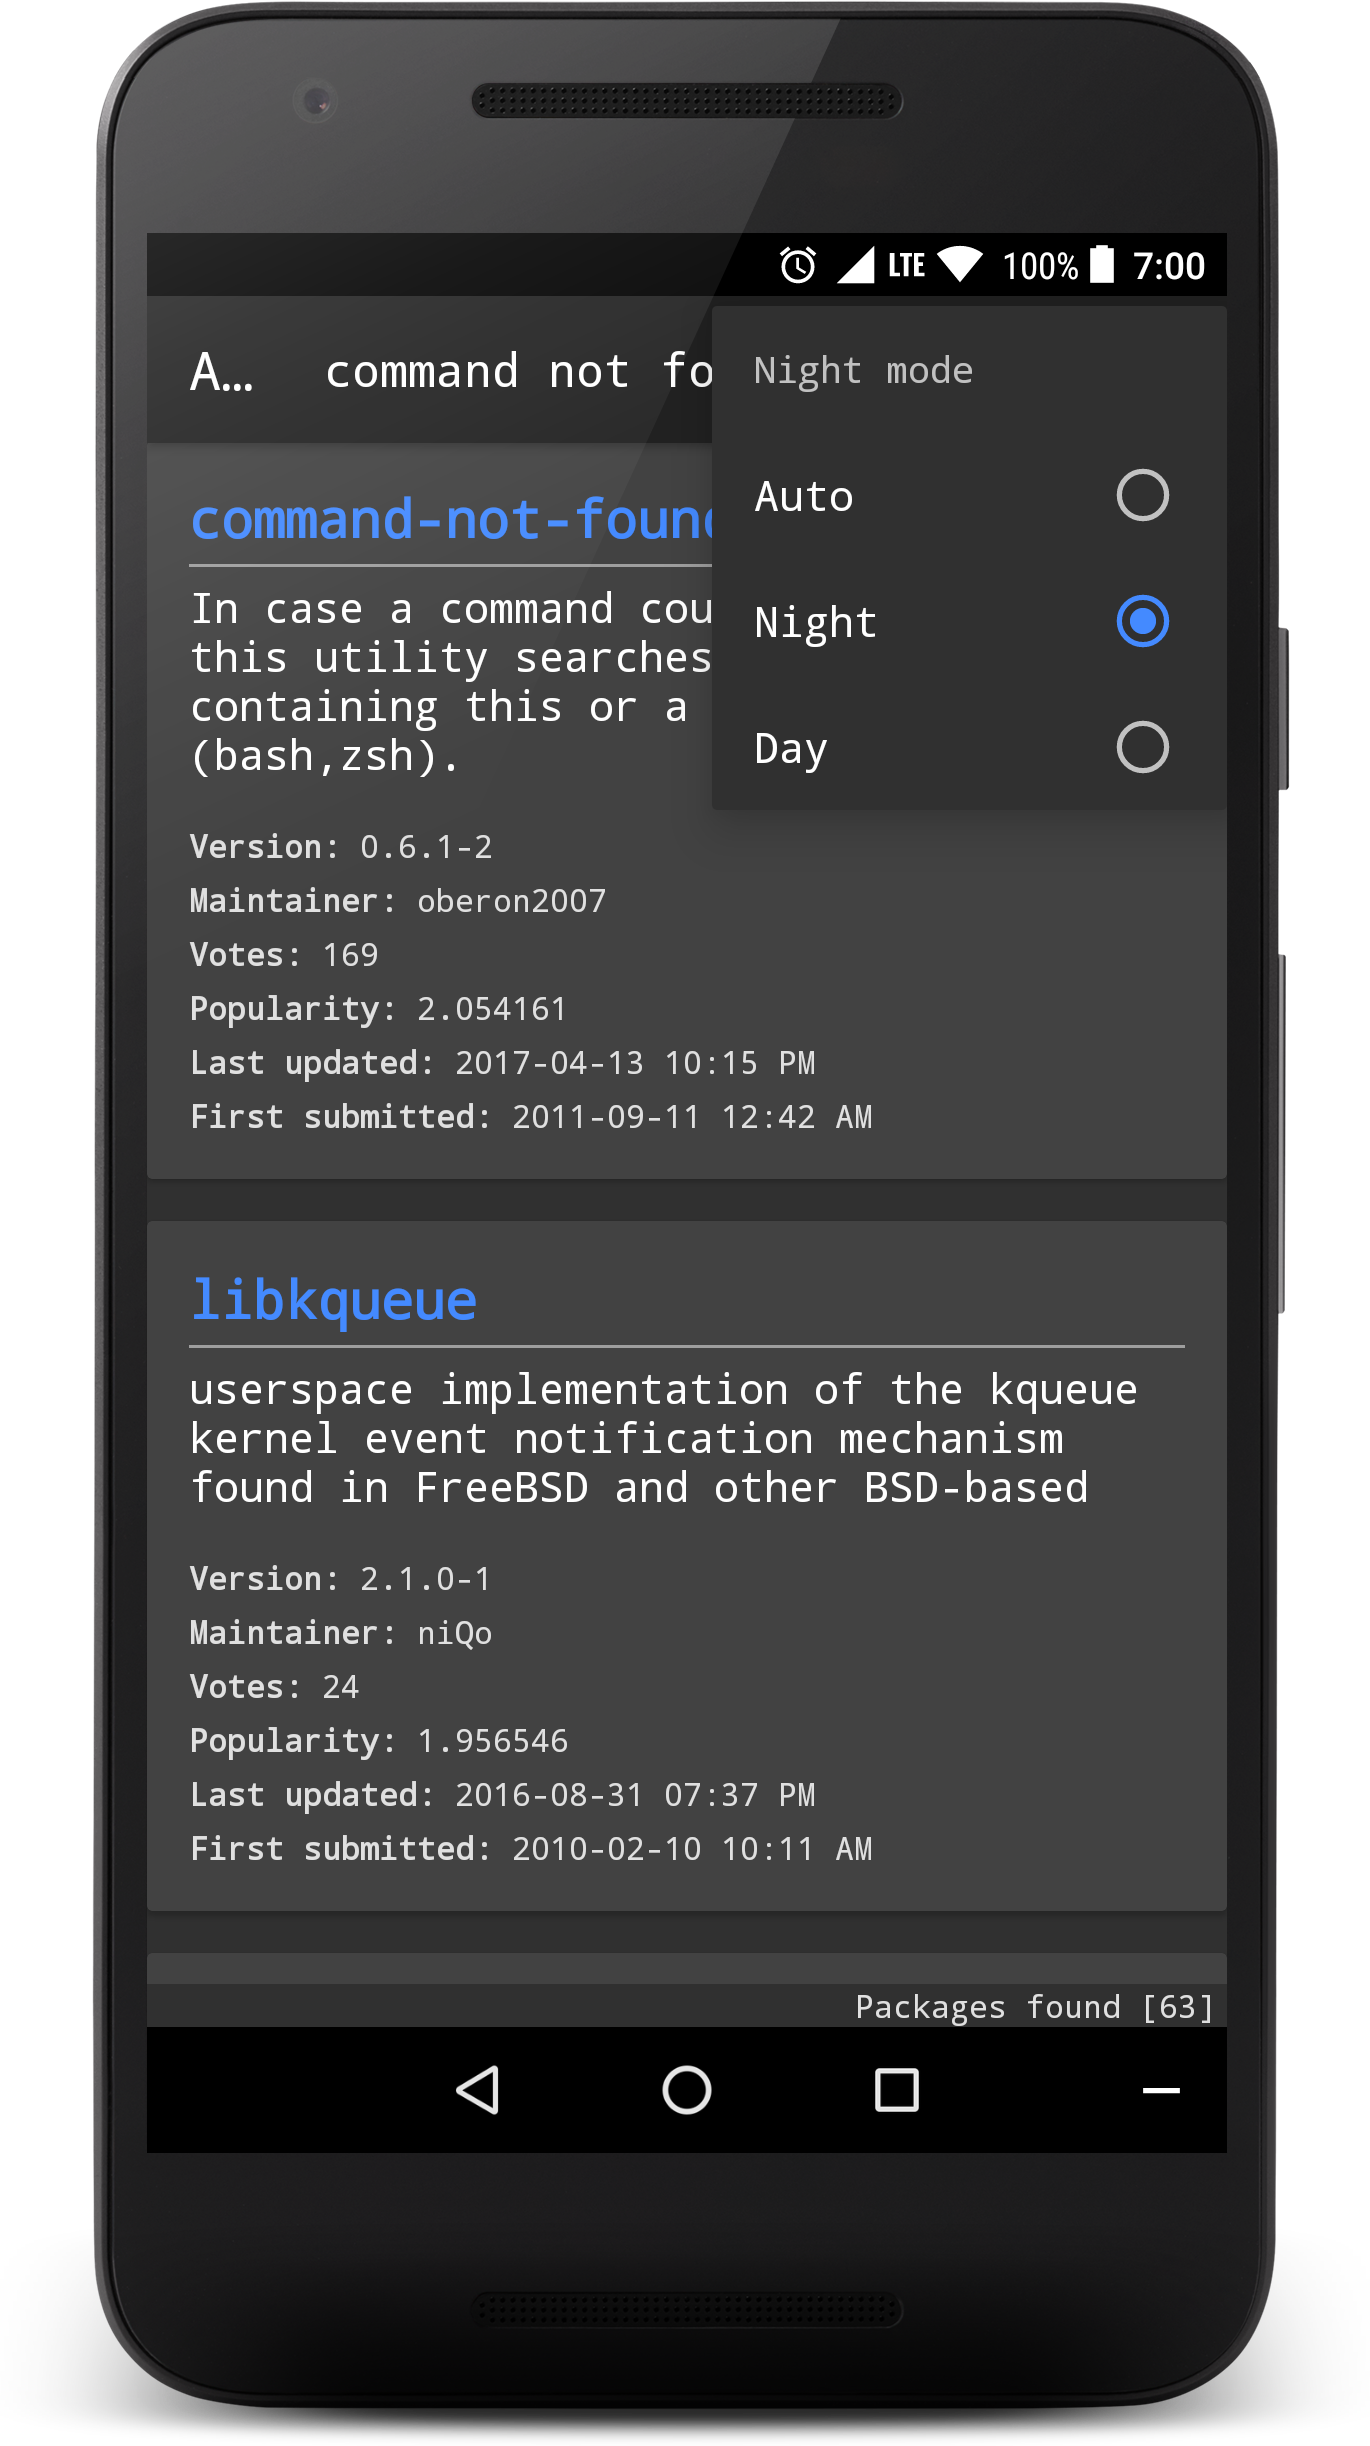 LTE 100% 7:00
A... command not fo
Night mode
Auto
Night
Day
command-not-found
In case a command cou
this utility searches
containing this or a
(bash,zsh).
Version: 0.6.1-2
Maintainer: oberon2007
Votes: 169
Popularity: 2.054161
Last updated: 2017-04-13 10:15 PM
First submitted: 2011-09-11 12:42 AM
libkqueue
userspace implementation of the kqueue
kernel event notification mechanism
found in FreeBSD and other BSD-based
Version: 2.1.0-1
Maintainer: niQo
Votes: 24
Popularity: 1.956546
Last updated: 2016-08-31 07:37 PM
First submitted: 2010-02-10 10:11 AM
Packages found [63]